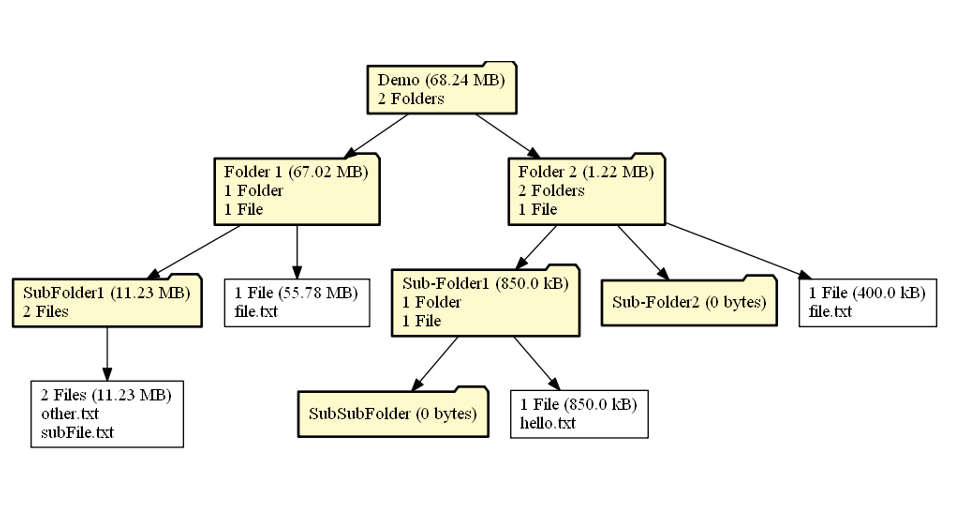 Demo (68.24 MB)
2 Folders
Folder 1 (67.02 MB)
1 Folder
1 File
Folder 2 (1.22 MB)
2 Folders
1 File
SubFolder1 (11.23 MB)
2 Files
1 File (55.78 MB)
file.txt
Sub-Folder1 (850.0 kB)
1 Folder
1 File
Sub-Folder2 (0 bytes)
1 File (400.0 kB)
file.txt
2 Files (11.23 MB)
other.txt
subFile.txt
SubSubFolder (0 bytes)
1 File (850.0 kB)
hello.txt